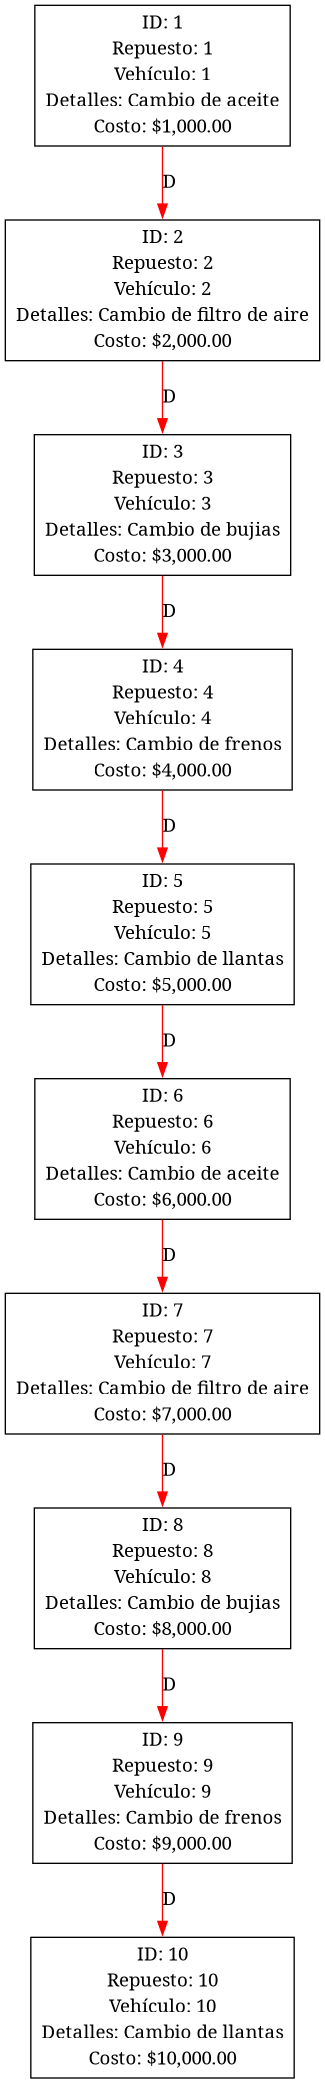 ID: 1
Repuesto: 1
Vehículo: 1
Detalles: Cambio de aceite
Costo: $1,000.00
D
ID: 2
Repuesto: 2
Vehículo: 2
Detalles: Cambio de filtro de aire
Costo: $2,000.00
D
ID: 3
Repuesto: 3
Vehículo: 3
Detalles: Cambio de bujias
Costo: $3,000.00
D
ID: 4
Repuesto: 4
Vehículo: 4
Detalles: Cambio de frenos
Costo: $4,000.00
D
ID: 5
Repuesto: 5
Vehículo: 5
Detalles: Cambio de llantas
Costo: $5,000.00
D
ID: 6
Repuesto: 6
Vehículo: 6
Detalles: Cambio de aceite
Costo: $6,000.00
D
ID: 7
Repuesto: 7
Vehículo: 7
Detalles: Cambio de filtro de aire
Costo: $7,000.00
D
ID: 8
Repuesto: 8
Vehículo: 8
Detalles: Cambio de bujias
Costo: $8,000.00
D
ID: 9
Repuesto: 9
Vehículo: 9
Detalles: Cambio de frenos
Costo: $9,000.00
D
ID: 10
Repuesto: 10
Vehículo: 10
Detalles: Cambio de llantas
Costo: $10,000.00